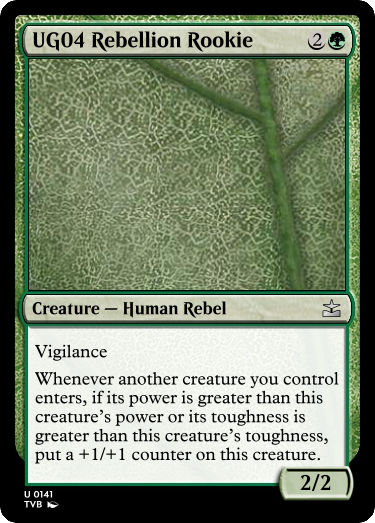 UG04 Rebellion Rookie 2
Creature — Human Rebel
Vigilance
Whenever another creature you control
enters, if its power is greater than this
creature's power or its toughness is
greater than this creature's toughness,
put a +1/+1 counter on this creature.
2/2
U 0141
TVB